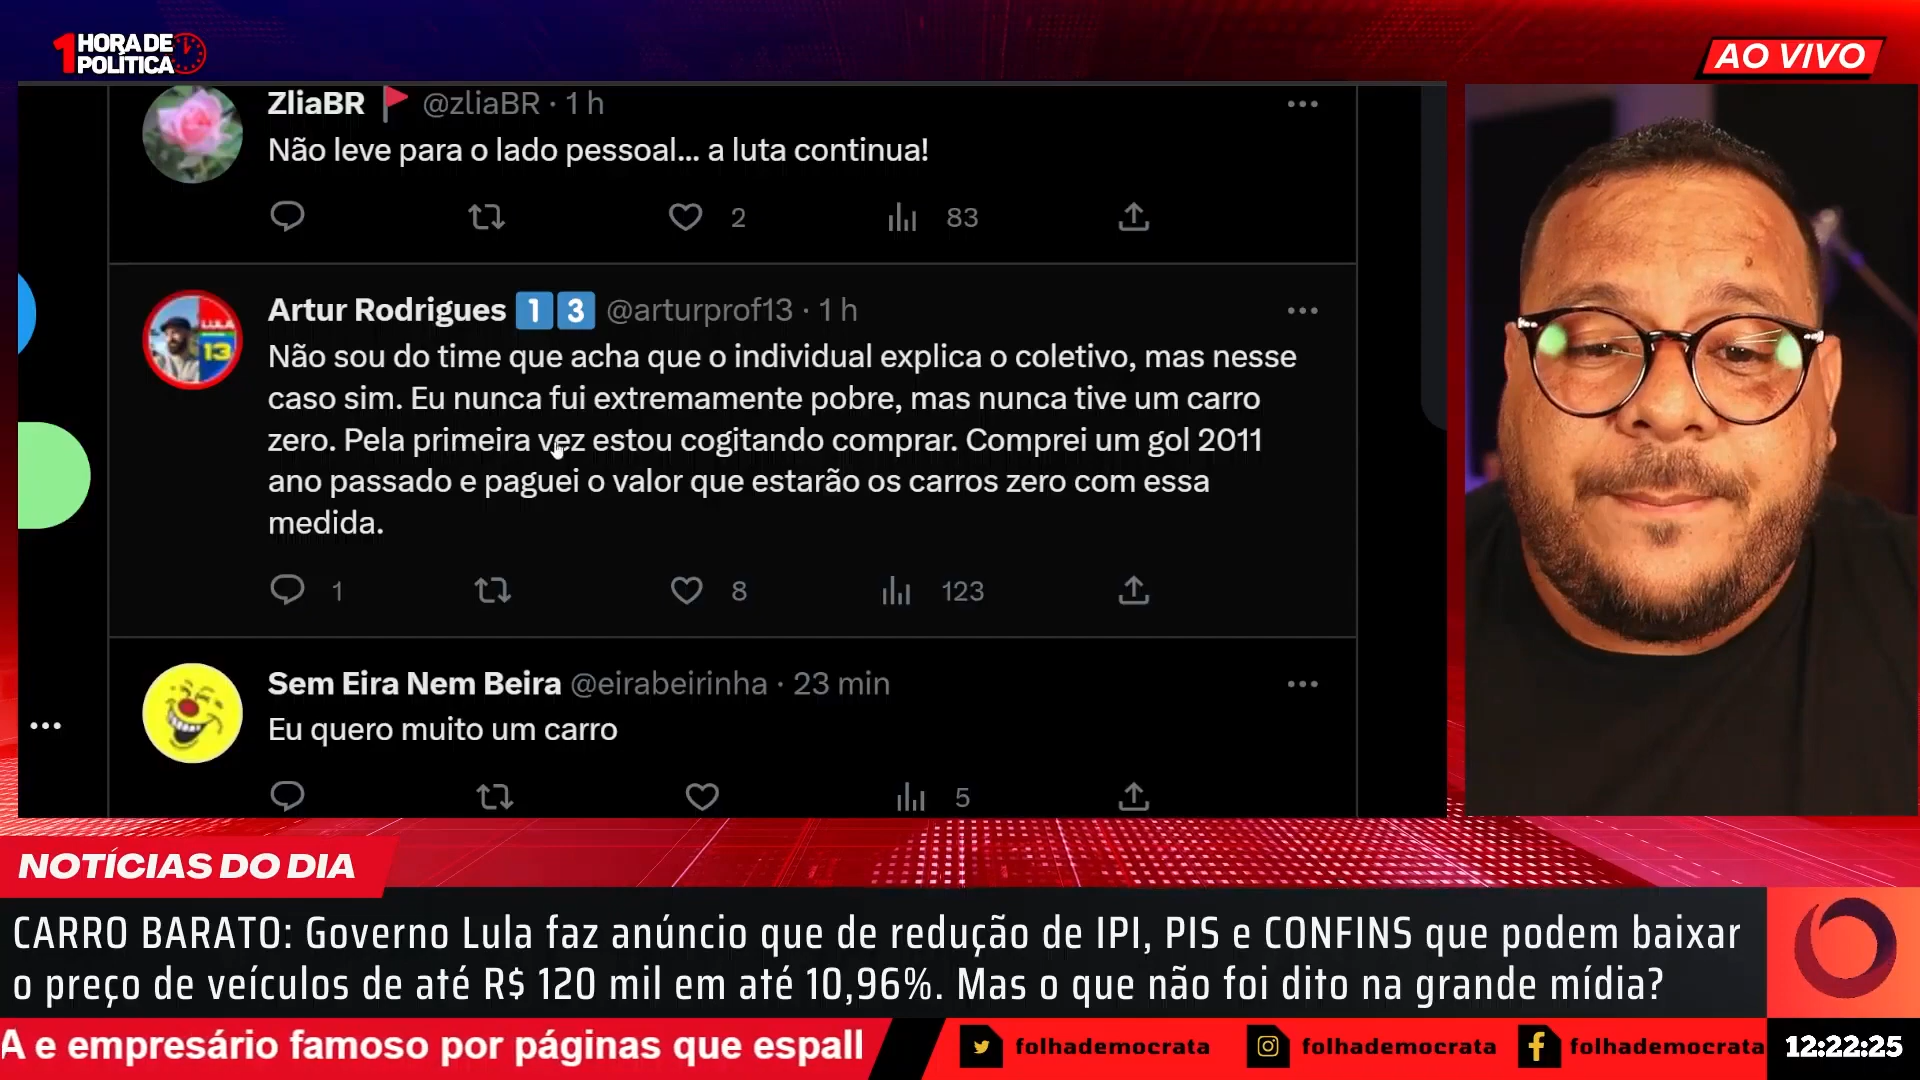 1 HORA DE
POLÍTICA
AO VIVO
ZliaBR @zliaBR · 1 h
Não leve para o lado pessoal... a luta continua!
2 83
Artur Rodrigues 1 3 @arturprof13 · 1 h
Não sou do time que acha que o individual explica o coletivo, mas nesse
caso sim. Eu nunca fui extremamente pobre, mas nunca tive um carro
zero. Pela primeira vez estou cogitando comprar. Comprei um gol 2011
ano passado e paguei o valor que estarão os carros zero com essa
medida.
LULA
13
1 8 123
Sem Eira Nem Beira @eirabeirinha · 23 min
Eu quero muito um carro
5
NOTÍCIAS DO DIA
CARRO BARATO: Governo Lula faz anúncio que de redução de IPI, PIS e CONFINS que podem baixar
o preço de veículos de até R$ 120 mil em até 10,96%. Mas o que não foi dito na grande mídia?
A e empresário famoso por páginas que espall
folhademocrata folhademocrata folhademocrata 12:22:25